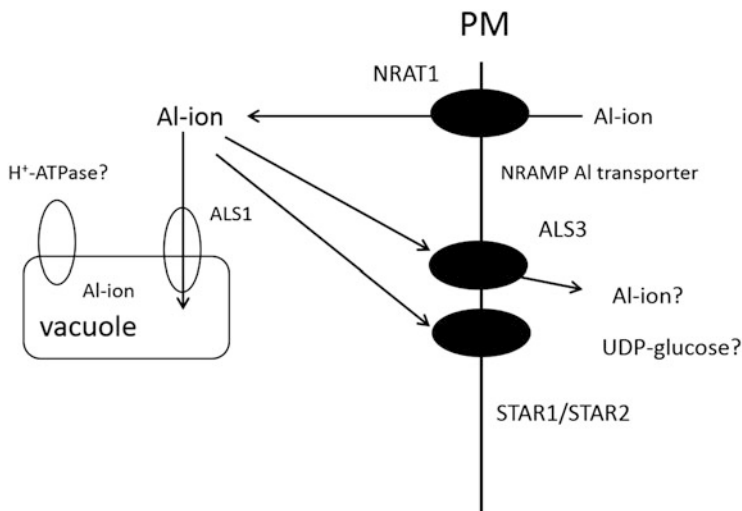 PM
NRAT1
Al-ion
Al-ion
H⁺-ATPase?
NRAMP Al transporter
ALS1
ALS3
Al-ion
Al-ion?
vacuole
UDP-glucose?
STAR1/STAR2